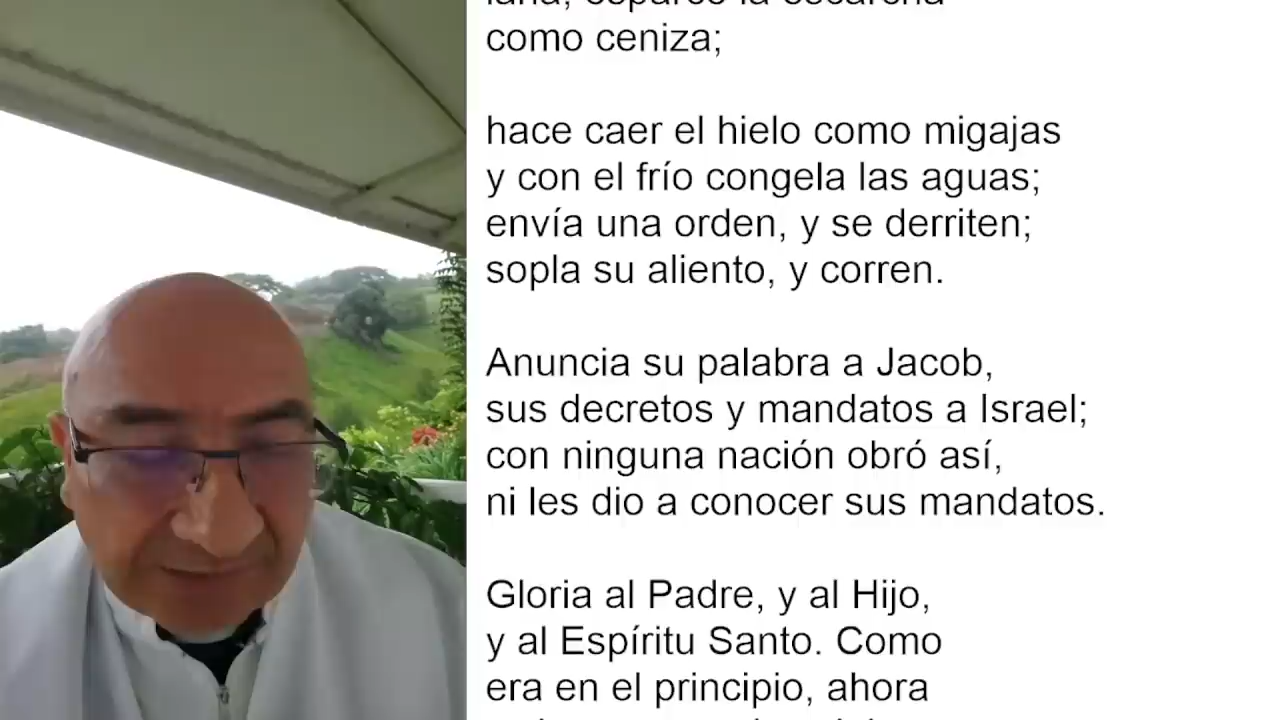 como ceniza;
hace caer el hielo como migajas
y con el frío congela las aguas;
envía una orden, y se derriten;
sopla su aliento, y corren.
Anuncia su palabra a Jacob,
sus decretos y mandatos a Israel;
con ninguna nación obró así,
ni les dio a conocer sus mandatos.
Gloria al Padre, y al Hijo,
y al Espíritu Santo. Como
era en el principio, ahora